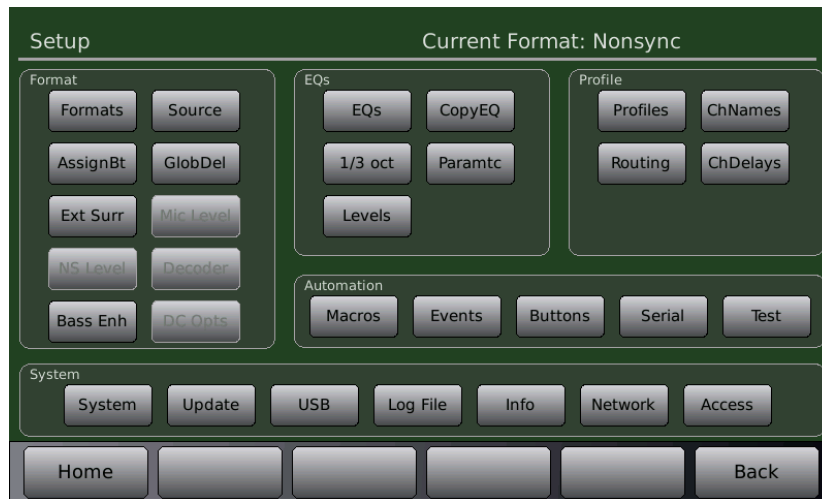 Setup
Current Format: Nonsync
Format
Formats
Source
AssignBt
GlobDel
Ext Surr
Mic Level
NS Level
Decoder
Bass Enh
DC Opts
EQs
EQs
CopyEQ
1/3 oct
Paramtc
Levels
Profile
Profiles
ChNames
Routing
ChDelays
Automation
Macros
Events
Buttons
Serial
Test
System
System
Update
USB
Log File
Info
Network
Access
Home
Back